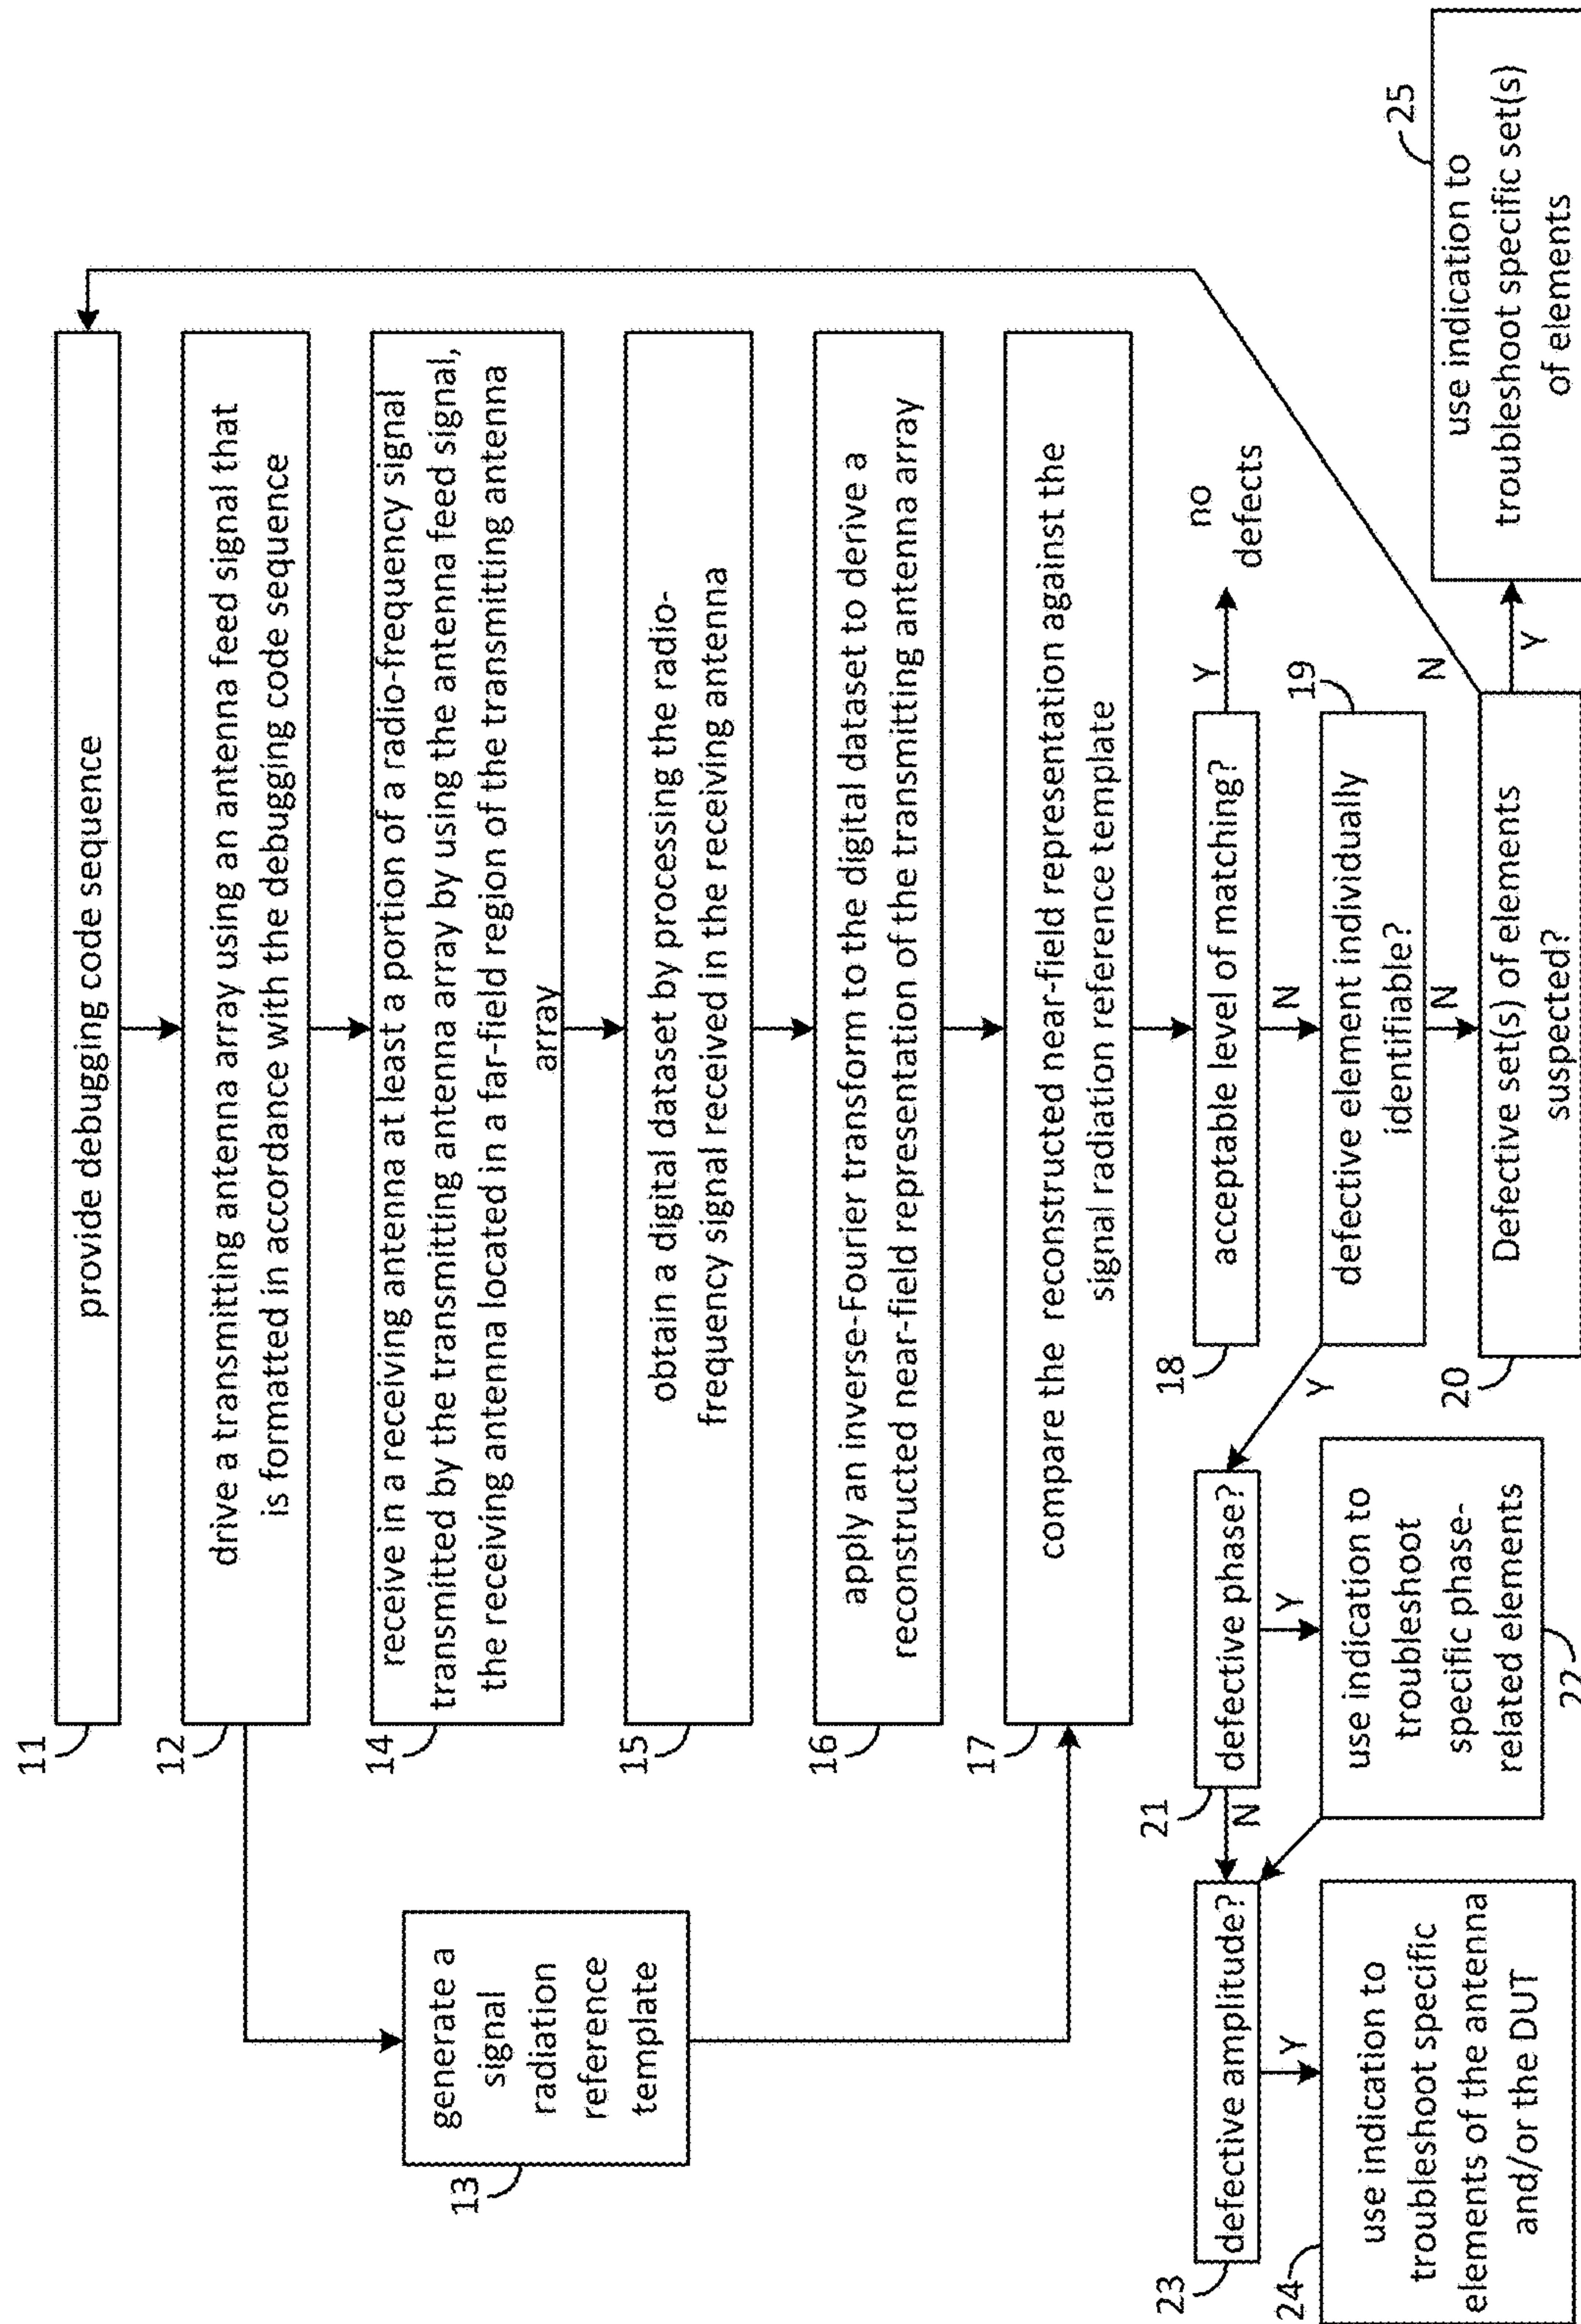 11
provide debugging code sequence
12
drive a transmitting antenna array using an antenna feed signal that
is formatted in accordance with the debugging code sequence
13
generate a
signal
radiation
reference
template
14
receive in a receiving antenna at least a portion of a radio-frequency signal
transmitted by the transmitting antenna array by using the antenna feed signal,
the receiving antenna located in a far-field region of the transmitting antenna
array
15
obtain a digital dataset by processing the radio-
frequency signal received in the receiving antenna
16
apply an inverse-Fourier transform to the digital dataset to derive a
reconstructed near-field representation of the transmitting antenna array
17
compare the reconstructed near-field representation against the
signal radiation reference template
18
acceptable level of matching?
Y
no
defects
N
19
defective element individually
identifiable?
Y
N
20
Defective set(s) of elements
suspected?
N
Y
25
use indication to
troubleshoot specific set(s)
of elements
21
defective phase?
N
Y
use indication to
troubleshoot
specific phase-
related elements
22
23
defective amplitude?
Y
24
use indication to
troubleshoot specific
elements of the antenna
and/or the DUT